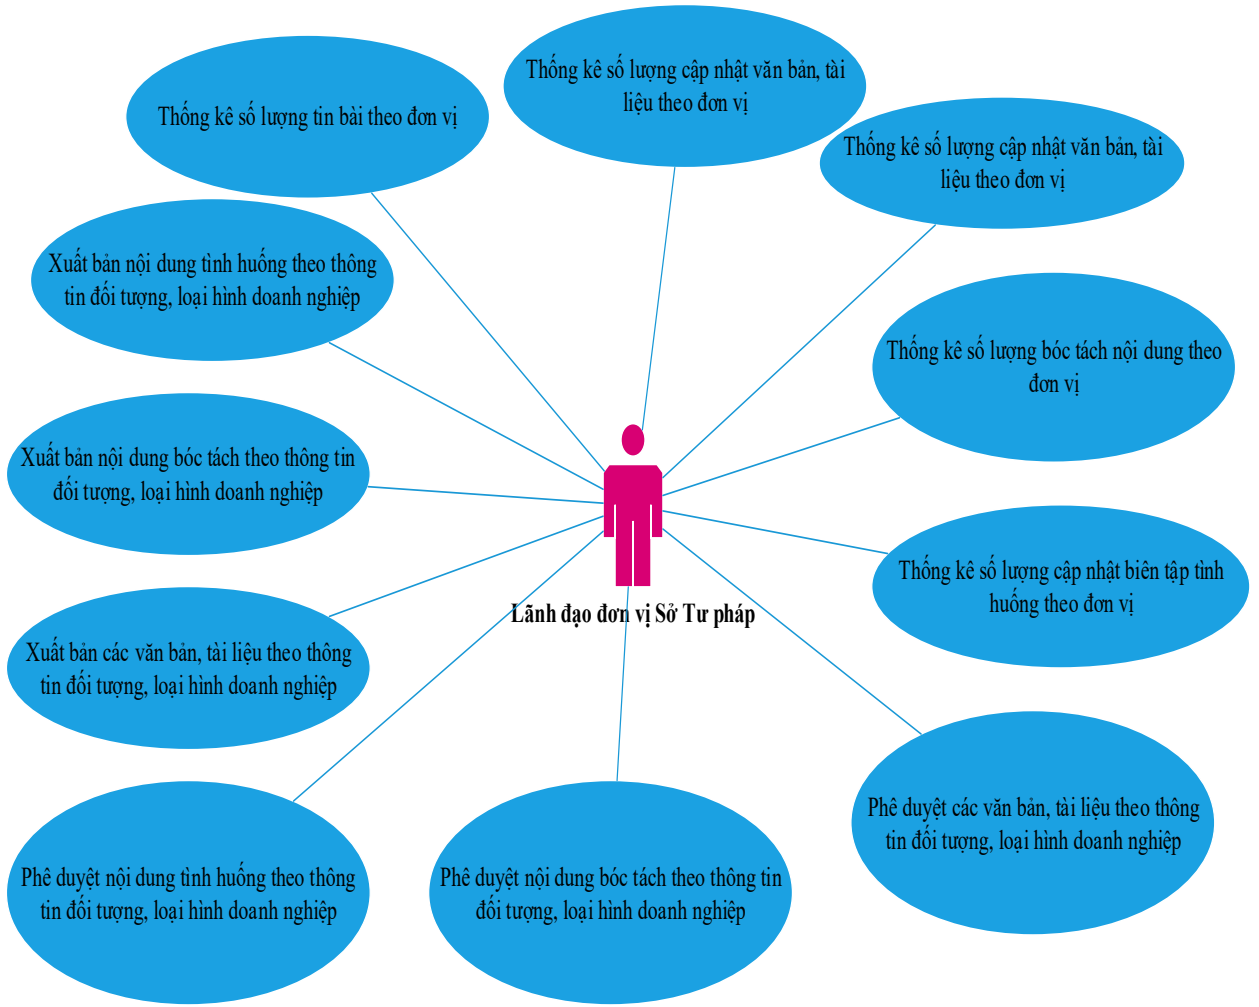 Thống kê số lượng cập nhật văn bản, tài
liệu theo đơn vị
Thống kê số lượng tin bài theo đơn vị
Thống kê số lượng cập nhật văn bản, tài
liệu theo đơn vị
Xuất bản nội dung tình huống theo thông
tin đối tượng, loại hình doanh nghiệp
Thống kê số lượng bóc tách nội dung theo
đơn vị
Xuất bản nội dung bóc tách theo thông tin
đối tượng, loại hình doanh nghiệp
Thống kê số lượng cập nhật biên tập tình
huống theo đơn vị
Lãnh đạo đơn vị Sở Tư pháp
Xuất bản các văn bản, tài liệu theo thông
tin đối tượng, loại hình doanh nghiệp
Phê duyệt các văn bản, tài liệu theo thông
tin đối tượng, loại hình doanh nghiệp
Phê duyệt nội dung tình huống theo thông
tin đối tượng, loại hình doanh nghiệp
Phê duyệt nội dung bóc tách theo thông tin
đối tượng, loại hình doanh nghiệp